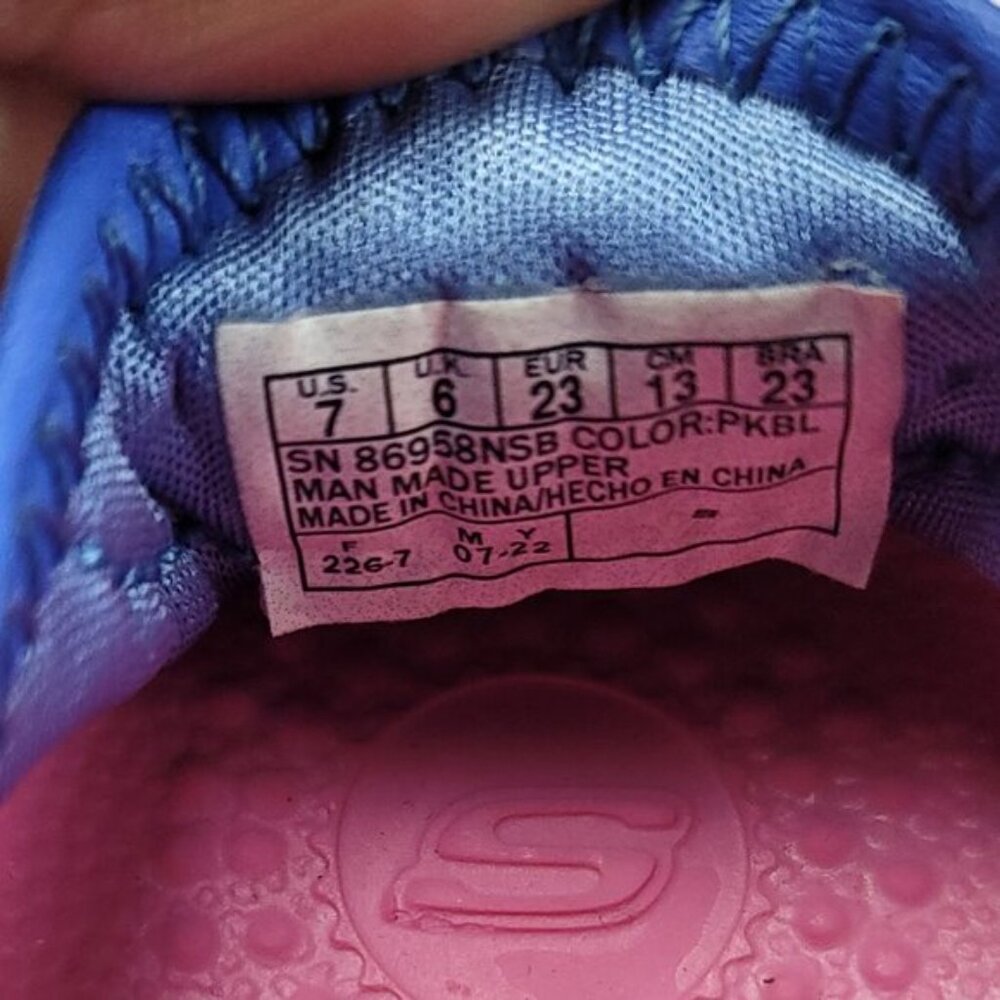 U.S. U.K. EUR CM BRA
7 6 23 13 23
SN 86958NSB COLOR:PKBL
MAN MADE UPPER
MADE IN CHINA/HECHO EN CHINA
F M Y
226-7 07-22 -
S